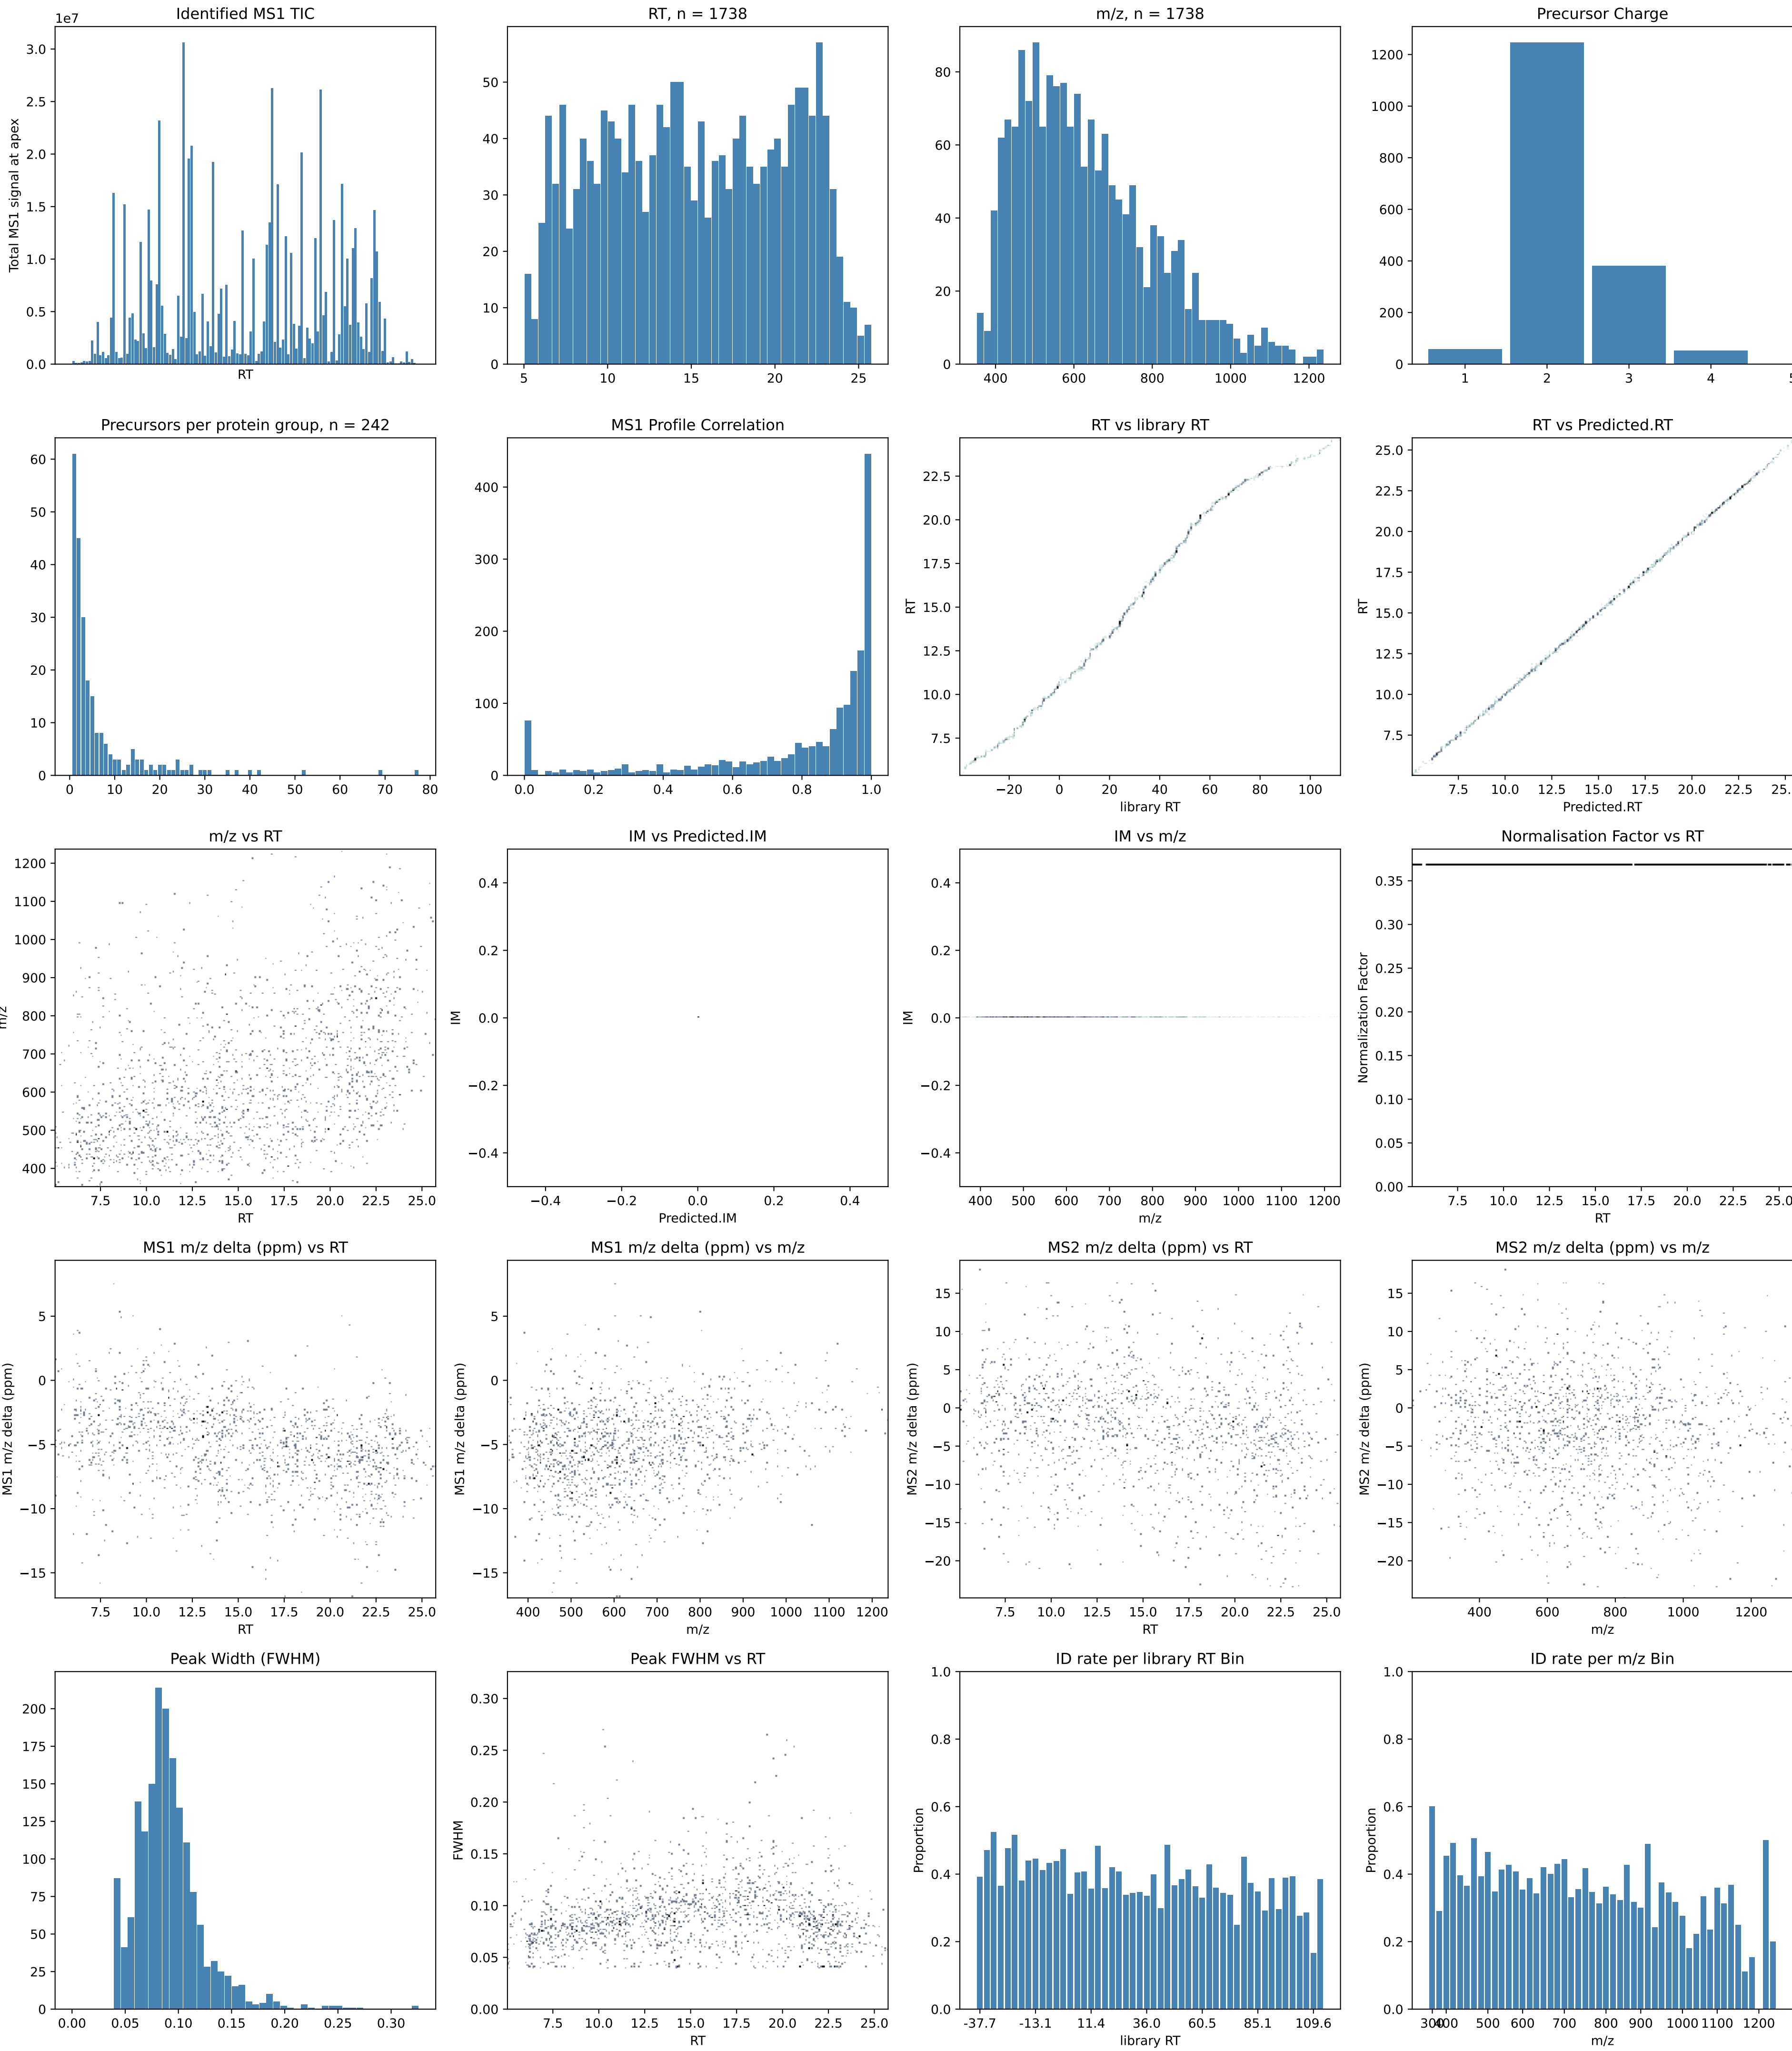 Identified MS1 TIC
1e7
Total MS1 signal at apex
3.0
2.5
2.0
1.5
1.0
0.5
0.0
RT
RT, n = 1738
50
40
30
20
10
0
5 10 15 20 25
m/z, n = 1738
80
60
40
20
0
400 600 800 1000 1200
Precursor Charge
1200
1000
800
600
400
200
0
1 2 3 4 5
Precursors per protein group, n = 242
60
50
40
30
20
10
0
0 10 20 30 40 50 60 70 80
MS1 Profile Correlation
400
300
200
100
0
0.0 0.2 0.4 0.6 0.8 1.0
RT vs library RT
RT
22.5
20.0
17.5
15.0
12.5
10.0
7.5
−20 0 20 40 60 80 100
library RT
RT vs Predicted.RT
RT
25.0
22.5
20.0
17.5
15.0
12.5
10.0
7.5
7.5 10.0 12.5 15.0 17.5 20.0 22.5 25.
Predicted.RT
m/z vs RT
m/z
1200
1100
1000
900
800
700
600
500
400
7.5 10.0 12.5 15.0 17.5 20.0 22.5 25.0
RT
IM vs Predicted.IM
IM
0.4
0.2
0.0
−0.2
−0.4
−0.4 −0.2 0.0 0.2 0.4
Predicted.IM
IM vs m/z
IM
0.4
0.2
0.0
−0.2
−0.4
400 500 600 700 800 900 1000 1100 1200
m/z
Normalisation Factor vs RT
Normalization Factor
0.35
0.30
0.25
0.20
0.15
0.10
0.05
0.00
7.5 10.0 12.5 15.0 17.5 20.0 22.5 25.0
RT
MS1 m/z delta (ppm) vs RT
MS1 m/z delta (ppm)
5
0
−5
−10
−15
7.5 10.0 12.5 15.0 17.5 20.0 22.5 25.0
RT
MS1 m/z delta (ppm) vs m/z
MS1 m/z delta (ppm)
5
0
−5
−10
−15
400 500 600 700 800 900 1000 1100 1200
m/z
MS2 m/z delta (ppm) vs RT
MS2 m/z delta (ppm)
15
10
5
0
−5
−10
−15
−20
7.5 10.0 12.5 15.0 17.5 20.0 22.5 25.0
RT
MS2 m/z delta (ppm) vs m/z
MS2 m/z delta (ppm)
15
10
5
0
−5
−10
−15
−20
400 600 800 1000 1200
m/z
Peak Width (FWHM)
200
175
150
125
100
75
50
25
0
0.00 0.05 0.10 0.15 0.20 0.25 0.30
Peak FWHM vs RT
FWHM
0.30
0.25
0.20
0.15
0.10
0.05
0.00
7.5 10.0 12.5 15.0 17.5 20.0 22.5 25.0
RT
ID rate per library RT Bin
Proportion
1.0
0.8
0.6
0.4
0.2
0.0
-37.7 -13.1 11.4 36.0 60.5 85.1 109.6
library RT
ID rate per m/z Bin
Proportion
1.0
0.8
0.6
0.4
0.2
0.0
300 400 500 600 700 800 900 1000 1100 1200
m/z